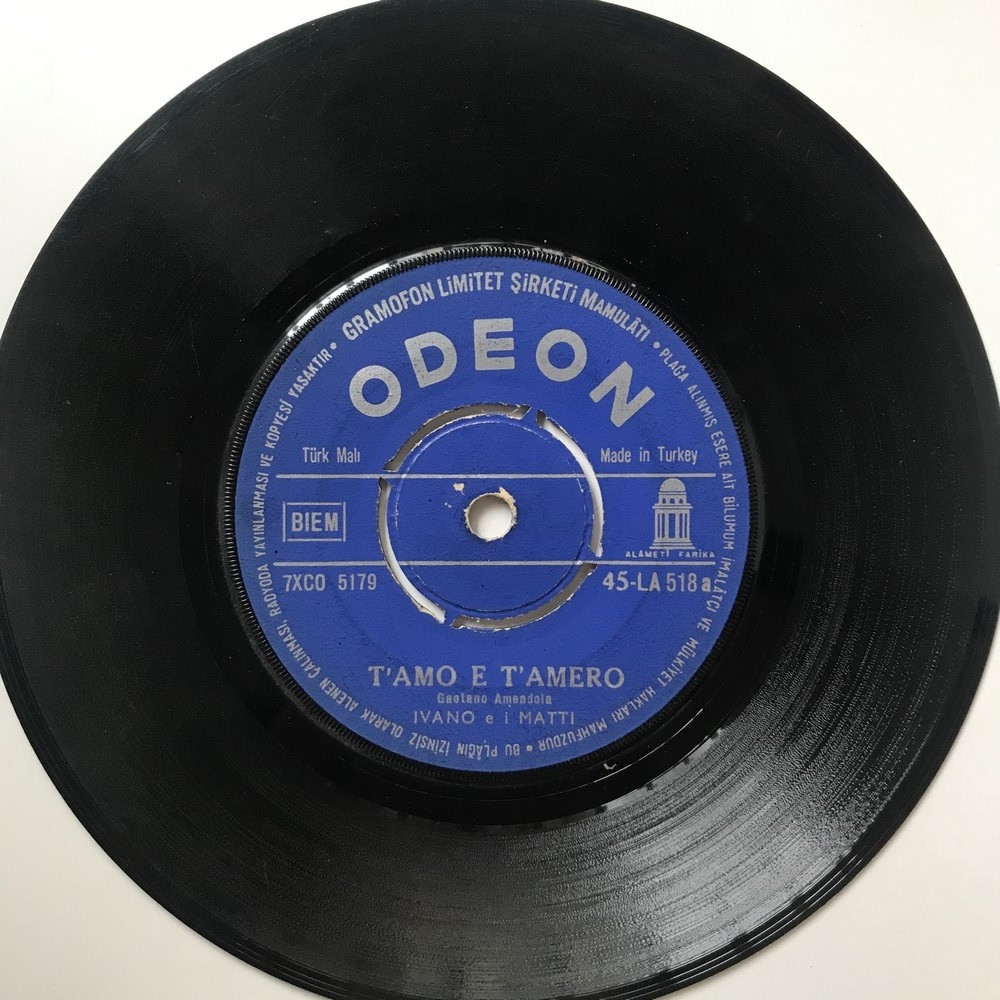 GRAMOFON LİMİTET ŞİRKETİ MAMULÂTI • PLAĞA ALINMIŞ ESERE AİT BİLUMUM İMALÂTÇI VE MÜLKİYET HAKLARI MAHFUZDUR • BU PLÂĞIN İZİNSİZ OLARAK ALENEN ÇALINMASI, RADYODA YAYINLANMASI VE KOPYESİ YASAKTIR •
ODEON
Türk Malı
Made in Turkey
BIEM
ALÂMETİ FARİKA
7XCO 5179
45-LA 518 a
T'AMO E T'AMERO
Gaetano Amendola
IVANO e i MATTI